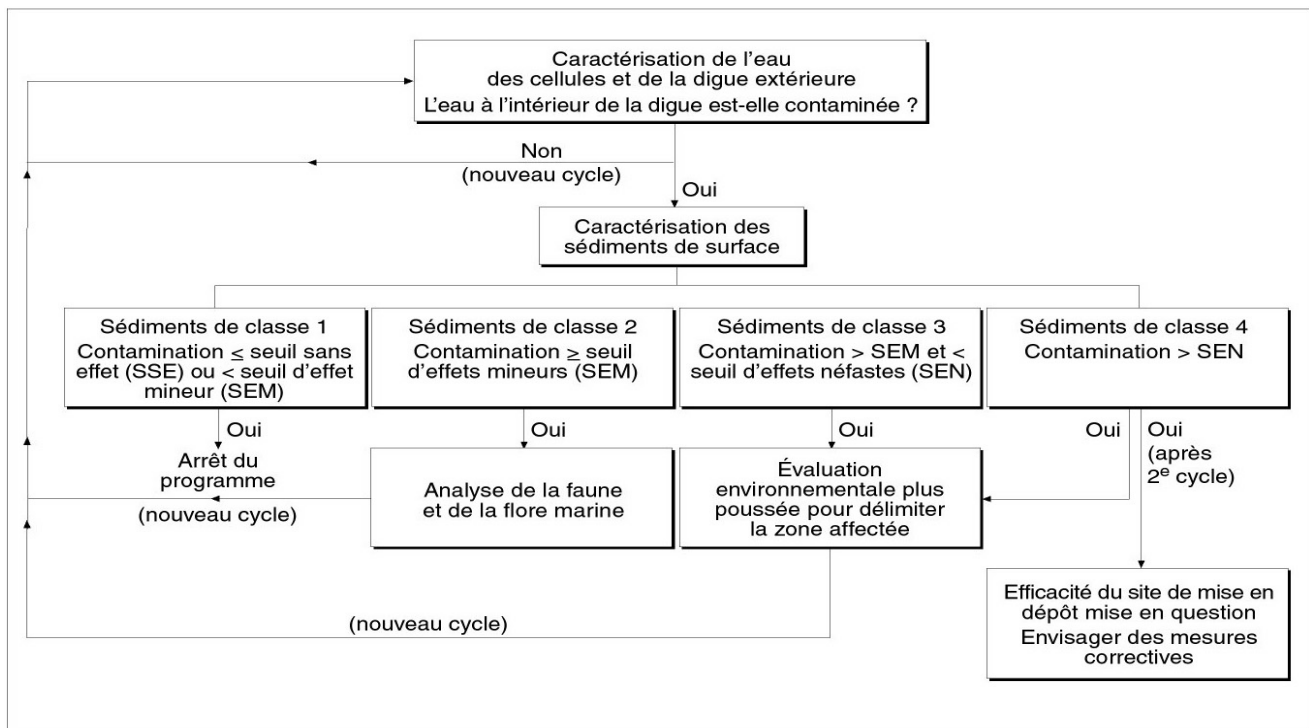 Caractérisation de l'eau
des cellules et de la digue extérieure
L'eau à l'intérieur de la digue est-elle contaminée ?
Non
(nouveau cycle)
Oui
Caractérisation des
sédiments de surface
Sédiments de classe 1
Contamination ≤ seuil sans
effet (SSE) ou < seuil d'effet
mineur (SEM)
Sédiments de classe 2
Contamination ≥ seuil
d'effets mineurs (SEM)
Sédiments de classe 3
Contamination > SEM et <
seuil d'effets néfastes (SEN)
Sédiments de classe 4
Contamination > SEN
Oui
Oui
Oui
Oui
Oui
(après
2e cycle)
Arrêt du
programme
(nouveau cycle)
Analyse de la faune
et de la flore marine
Évaluation
environnementale plus
poussée pour délimiter
la zone affectée
(nouveau cycle)
Efficacité du site de mise en
dépôt mise en question
Envisager des mesures
correctives